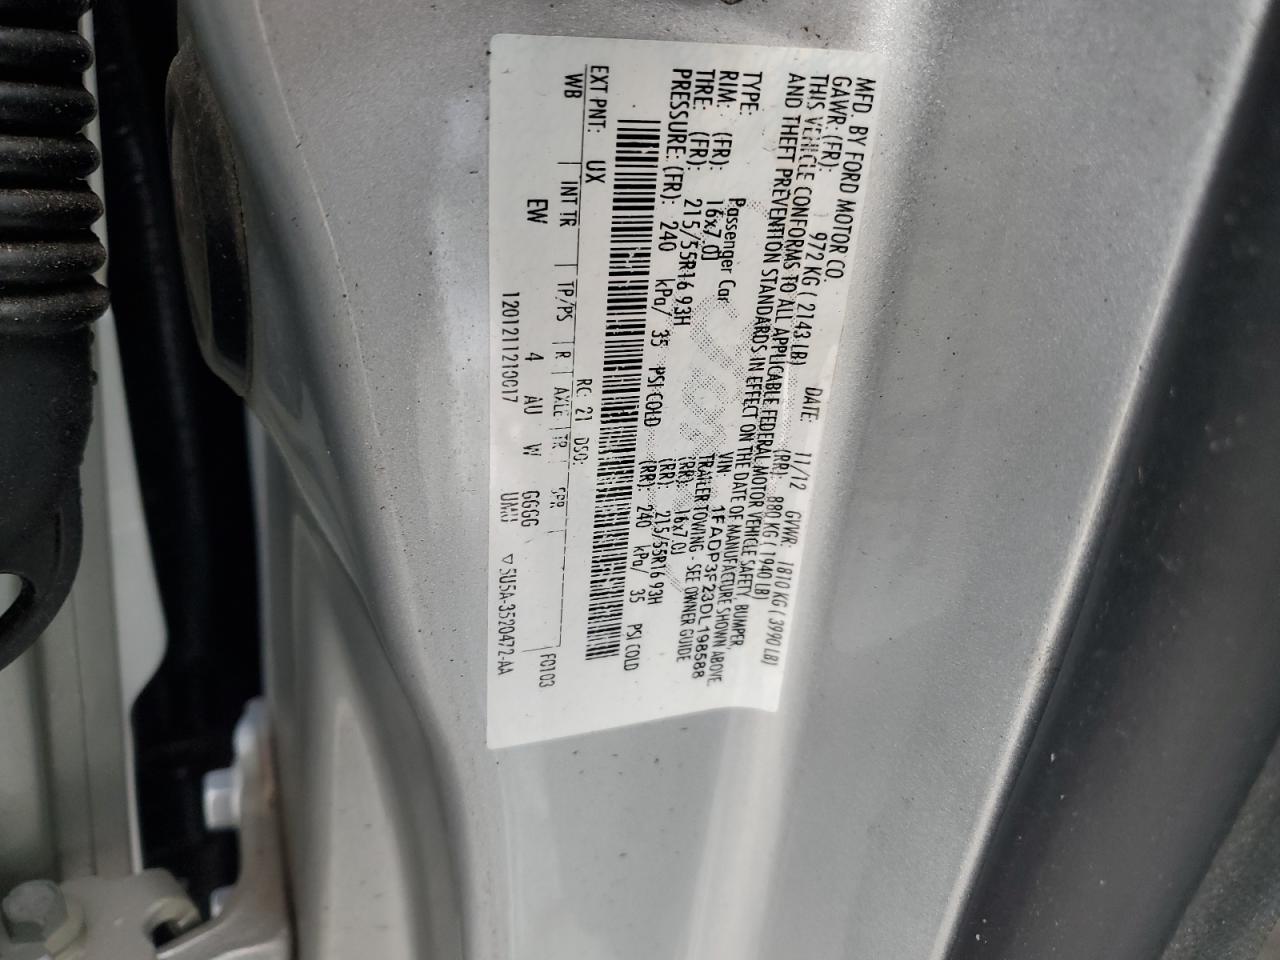 MFD. BY FORD MOTOR CO.
DATE: 11/12 GVWR: 1810 KG ( 3990 LB)
GAWR: (FR): 972 KG ( 2143 LB) (RR): 880 KG ( 1940 LB)
THIS VEHICLE CONFORMS TO ALL APPLICABLE FEDERAL MOTOR VEHICLE SAFETY, BUMPER,
AND THEFT PREVENTION STANDARDS IN EFFECT ON THE DATE OF MANUFACTURE SHOWN ABOVE.
VIN: 1FADP3F23DL198588
TYPE: Passenger Car TRAILER TOWING - SEE OWNER GUIDE
RIM: (FR): 16x7.0J (RR): 16x7.0J
TIRE: (FR): 215/55R16 93H (RR): 215/55R16 93H
PRESSURE: (FR): 240 kPa/ 35 PSI COLD (RR): 240 kPa/ 35 PSI COLD
EXT PNT: UX RC: 21 DSO: F0103
WB INT TR TP/PS R AXLE TR SPR
EW 4 AU W GGGG
12012111210017 UMU ▽5U5A-3520472-AA